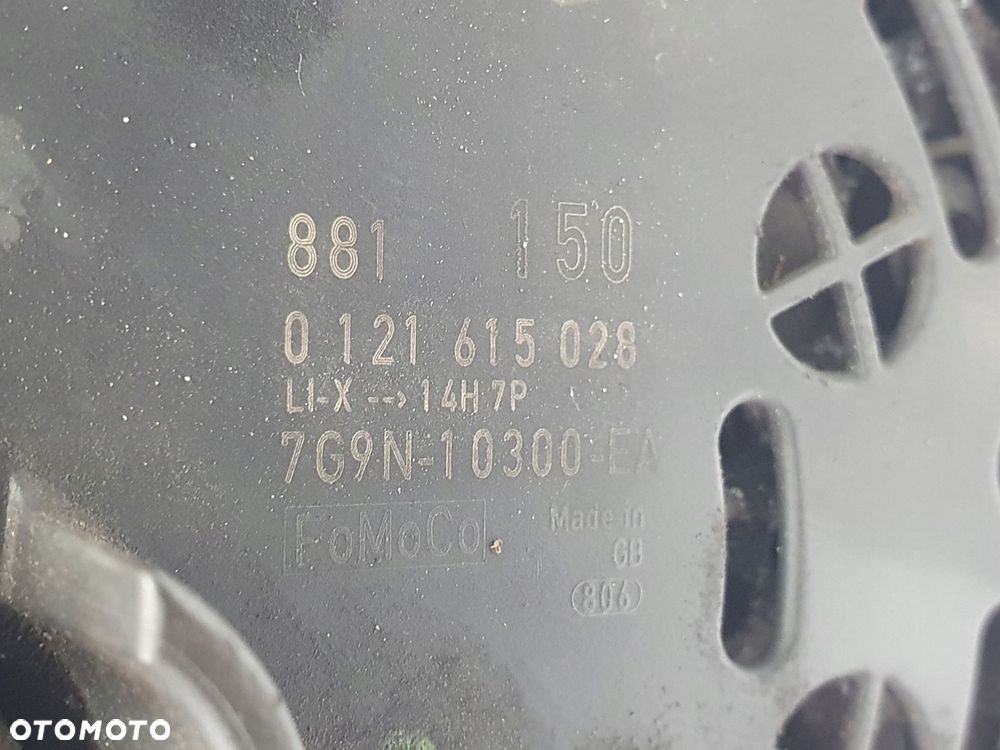 881 150
0 121 615 028
LI-X --> 14H 7P
7G9N-10300-EA
FoMoCo Made in
GB
806
OTOMOTO